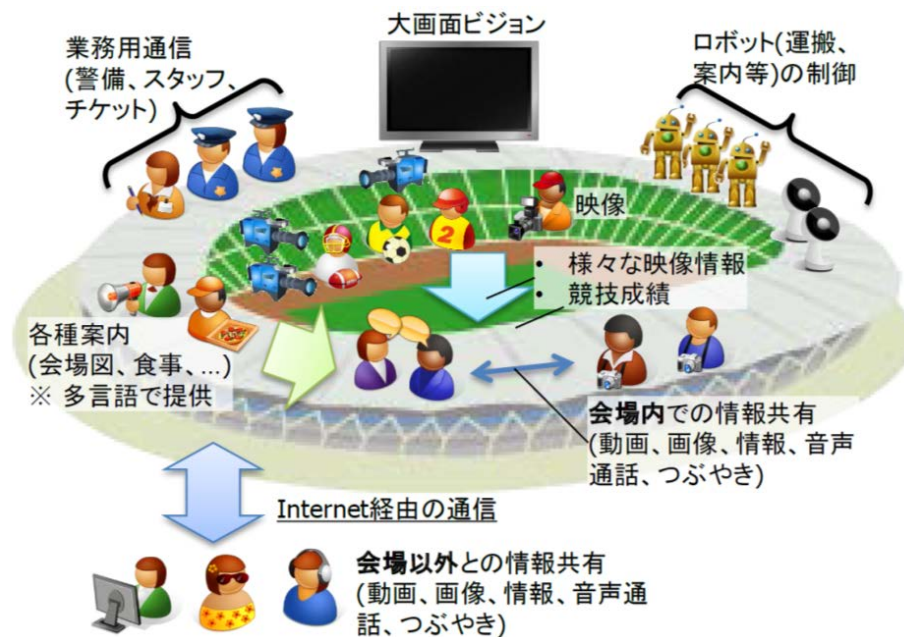 大画面ビジョン
業務用通信
(警備、スタッフ、
チケット)
ロボット(運搬、
案内等)の制御
映像
2
• 様々な映像情報
• 競技成績
各種案内
(会場図、食事、...)
※ 多言語で提供
会場内での情報共有
(動画、画像、情報、音声
通話、つぶやき)
Internet経由の通信
会場以外との情報共有
(動画、画像、情報、音声通
話、つぶやき)